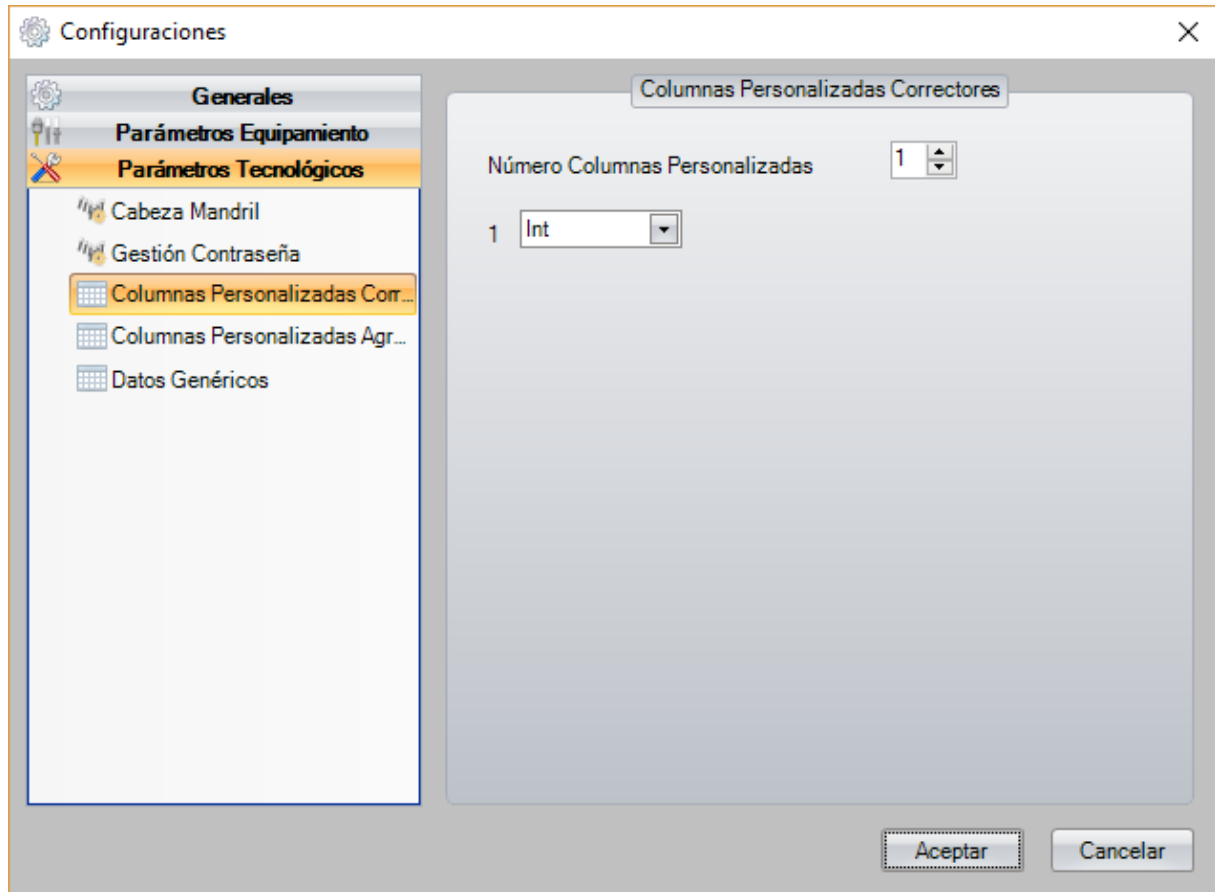 Configuraciones
Generales
Parámetros Equipamiento
Parámetros Tecnológicos
Cabeza Mandril
Gestión Contraseña
Columnas Personalizadas Corr...
Columnas Personalizadas Agr...
Datos Genéricos
Columnas Personalizadas Correctores
Número Columnas Personalizadas 1
1 Int
Aceptar Cancelar